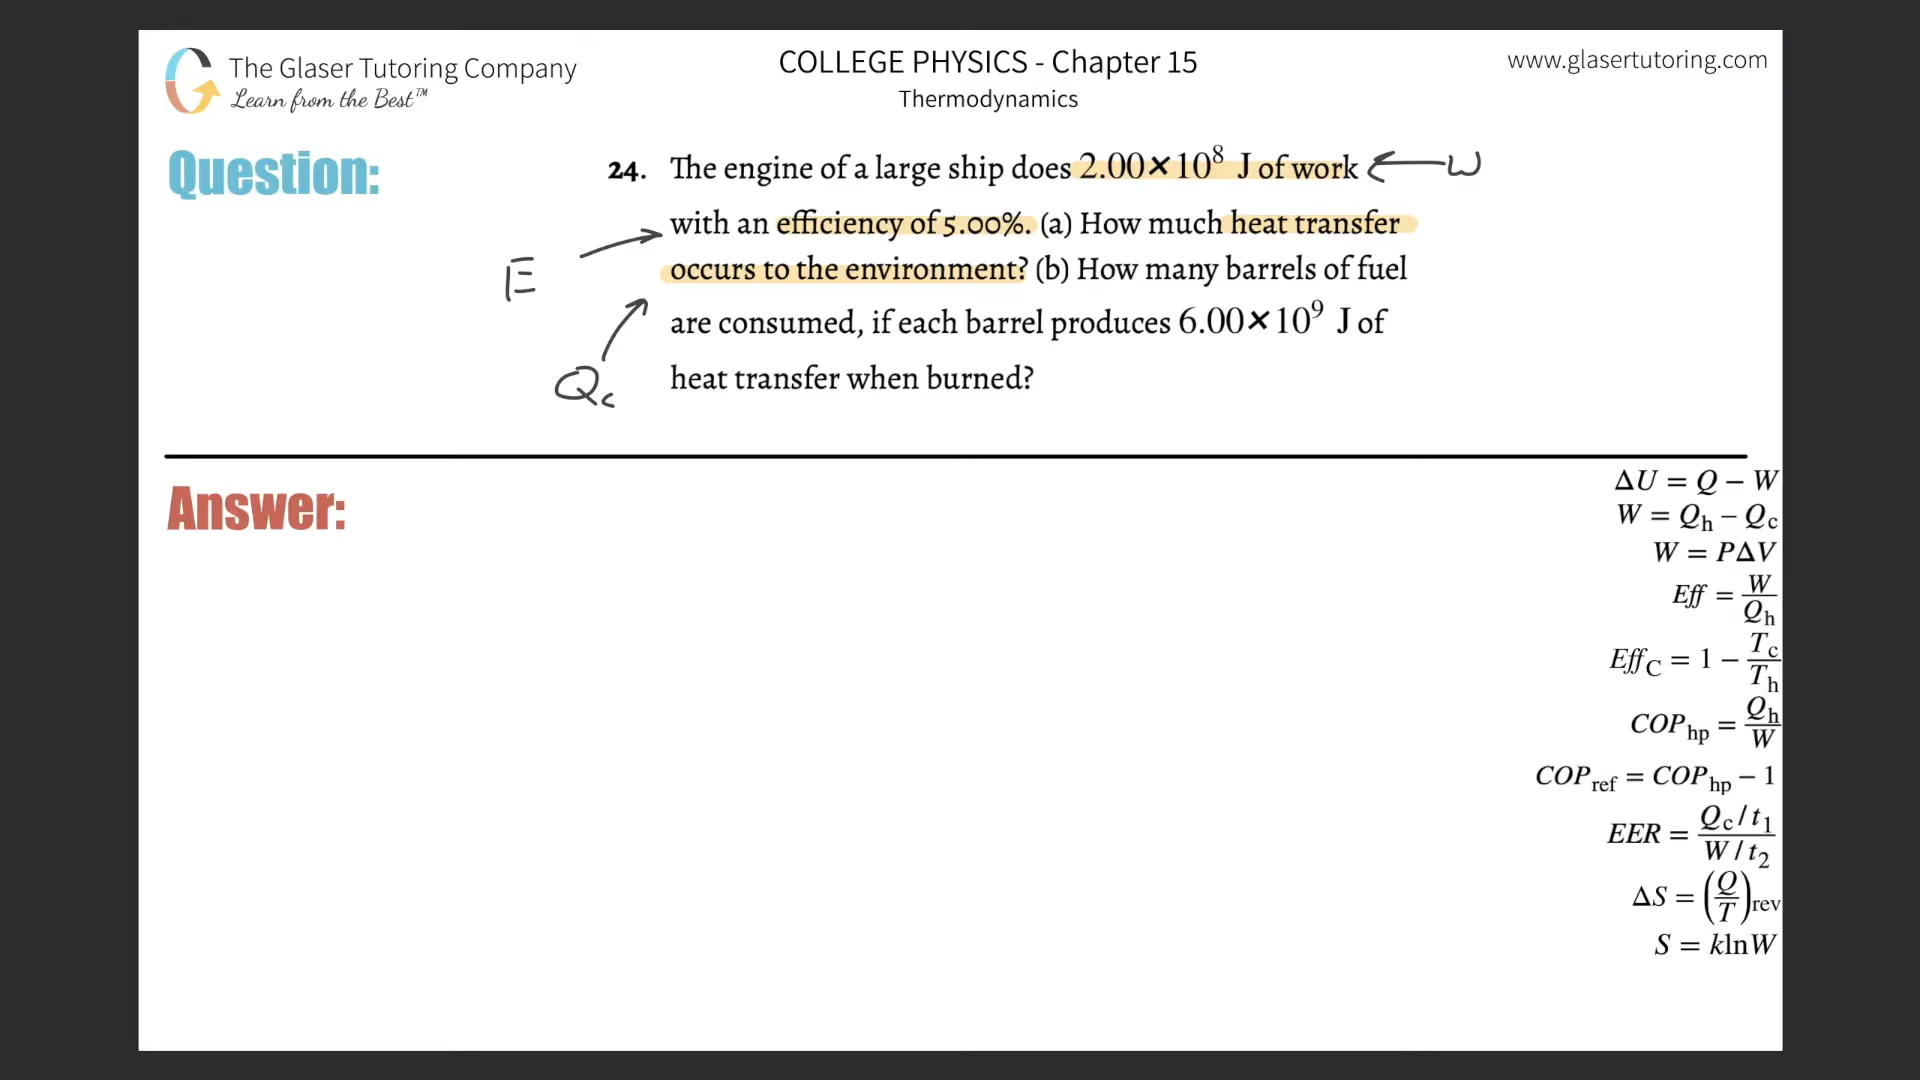 The Glaser Tutoring Company
Learn from the Best™
COLLEGE PHYSICS - Chapter 15
Thermodynamics
www.glasertutoring.com
Question:
24. The engine of a large ship does 2.00×10⁸ J of work ← W
with an efficiency of 5.00%. (a) How much heat transfer
E
occurs to the environment? (b) How many barrels of fuel
are consumed, if each barrel produces 6.00×10⁹ J of
Qc
heat transfer when burned?
Answer:
ΔU = Q − W
W = Qh − Qc
W = PΔV
Eff = W/Qh
EffC = 1 − Tc/Th
COPhp = Qh/W
COPref = COPhp − 1
EER = (Qc/t1)/(W/t2)
ΔS = (Q/T)rev
S = klnW